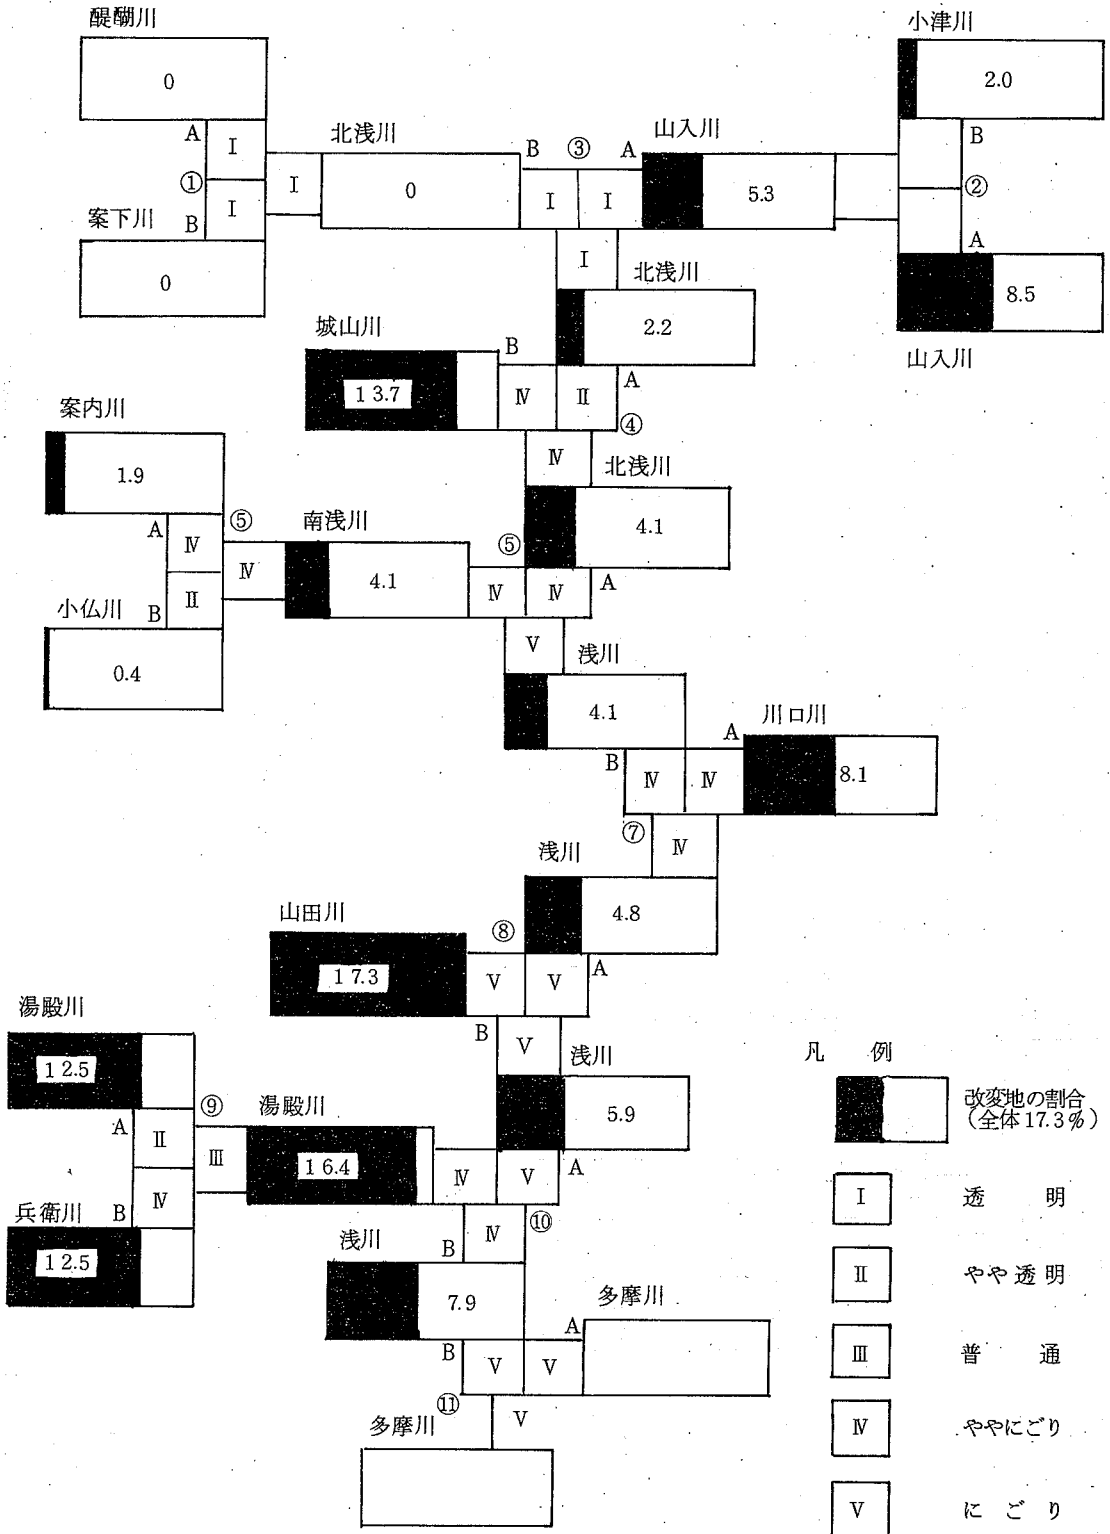 醍醐川
0
A
Ⅰ
①
Ⅰ
B
案下川
0
Ⅰ
北浅川
0
B
③
A
Ⅰ
Ⅰ
山入川
5.3
小津川
2.0
B
②
A
8.5
山入川
Ⅰ
北浅川
2.2
城山川
13.7
B
Ⅳ
Ⅱ
A
④
Ⅳ
北浅川
4.1
案内川
1.9
A
Ⅳ
⑤
Ⅱ
B
小仏川
0.4
Ⅳ
南浅川
4.1
⑤
Ⅳ
Ⅳ
A
Ⅴ
浅川
4.1
A
川口川
8.1
B
Ⅳ
Ⅳ
⑦
Ⅳ
浅川
4.8
山田川
17.3
⑧
Ⅴ
Ⅴ
A
B
Ⅴ
浅川
5.9
湯殿川
12.5
A
Ⅱ
⑨
Ⅳ
B
兵衛川
12.5
Ⅲ
湯殿川
16.4
Ⅳ
Ⅴ
A
⑩
B
Ⅳ
浅川
7.9
多摩川
A
B
Ⅴ
Ⅴ
⑪
Ⅴ
多摩川
凡 例
改変地の割合
(全体17.3%)
Ⅰ 透 明
Ⅱ やや透明
Ⅲ 普 通
Ⅳ ややにごり
Ⅴ にごり